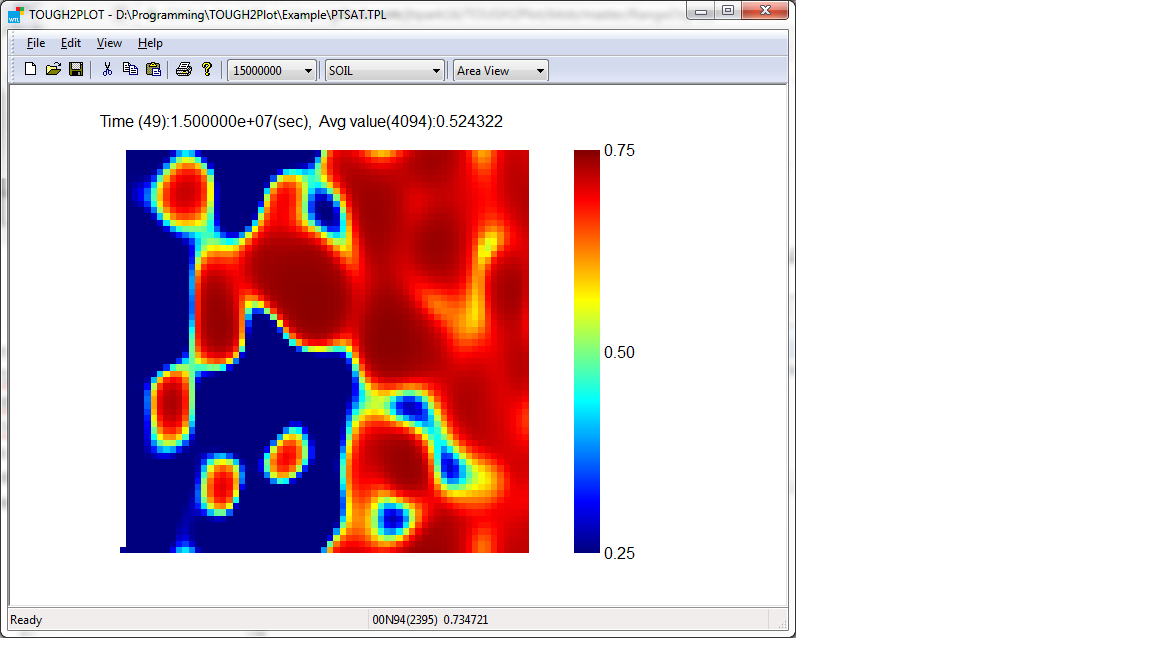 TOUGH2PLOT - D:\Programming\TOUGH2Plot\Example\PTSAT.TPL
File Edit View Help
15000000 SOIL Area View
Time (49):1.500000e+07(sec), Avg value(4094):0.524322
0.75
0.50
0.25
Ready 00N94(2395) 0.734721